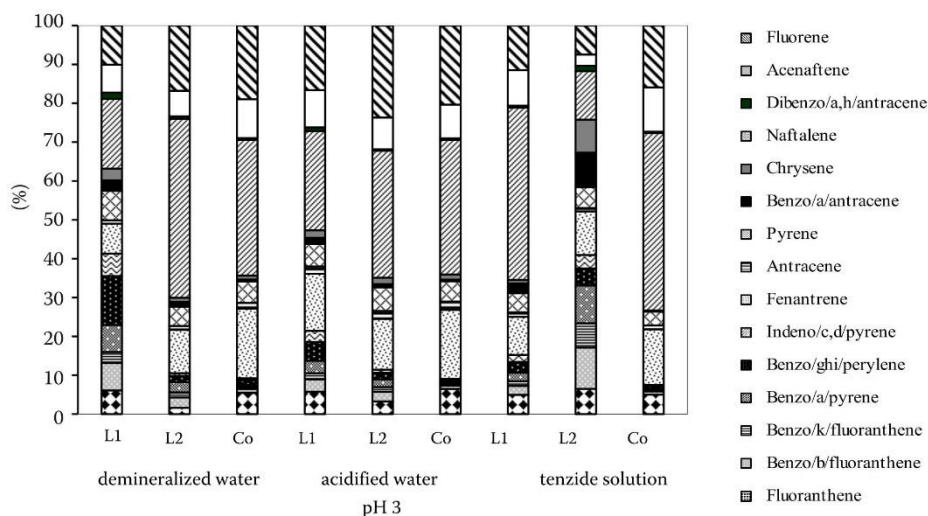 100
90
80
70
60
50
40
30
20
10
0
(%)
L1 L2 Co L1 L2 Co L1 L2 Co
demineralized water acidified water tenzide solution
pH 3
Fluorene
Acenaftene
Dibenzo/a,h/antracene
Naftalene
Chrysene
Benzo/a/antracene
Pyrene
Antracene
Fenantrene
Indeno/c,d/pyrene
Benzo/ghi/perylene
Benzo/a/pyrene
Benzo/k/fluoranthene
Benzo/b/fluoranthene
Fluoranthene